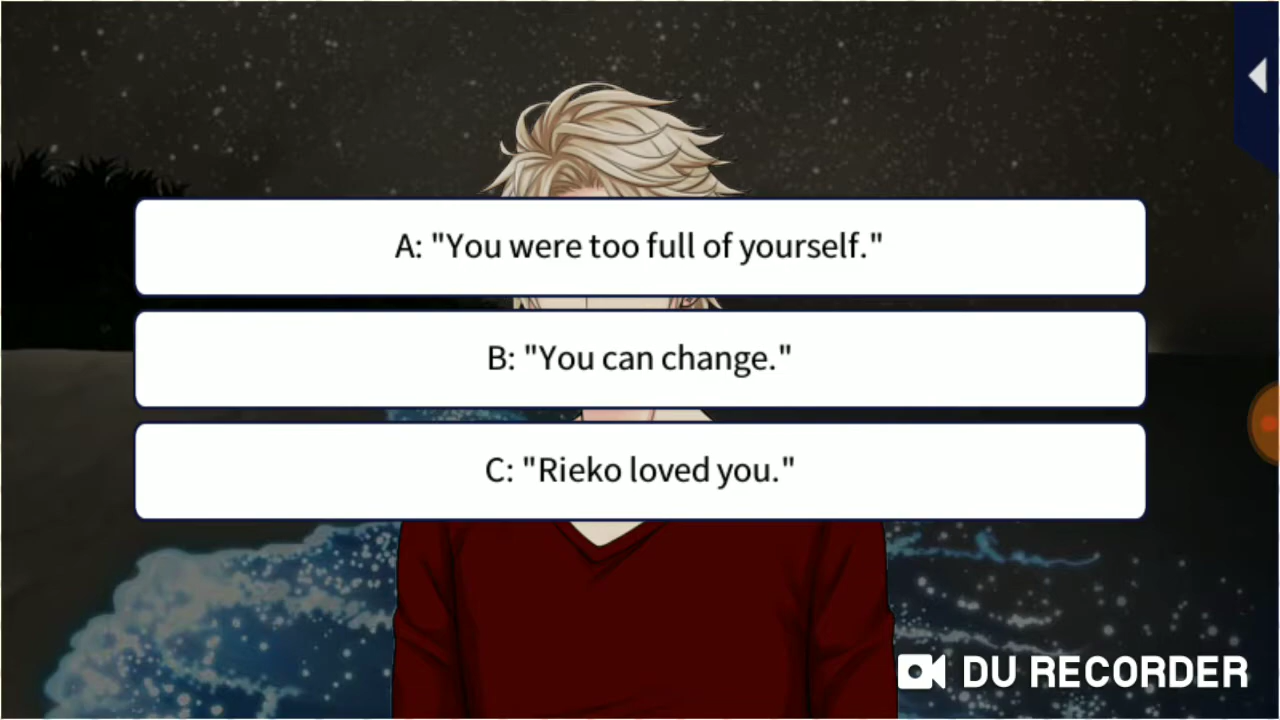 A: "You were too full of yourself."
B: "You can change."
C: "Rieko loved you."
DU RECORDER